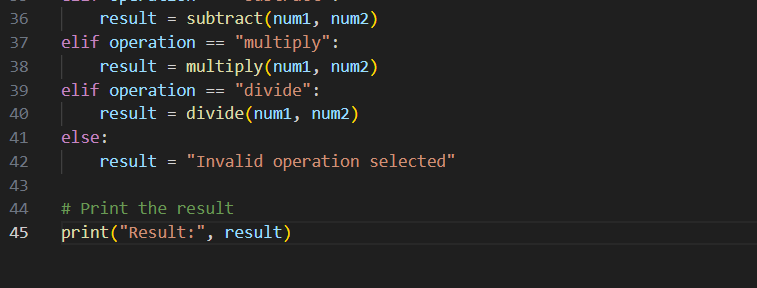 36 result = subtract(num1, num2)
37 elif operation == "multiply":
38 result = multiply(num1, num2)
39 elif operation == "divide":
40 result = divide(num1, num2)
41 else:
42 result = "Invalid operation selected"
43
44 # Print the result
45 print("Result:", result)